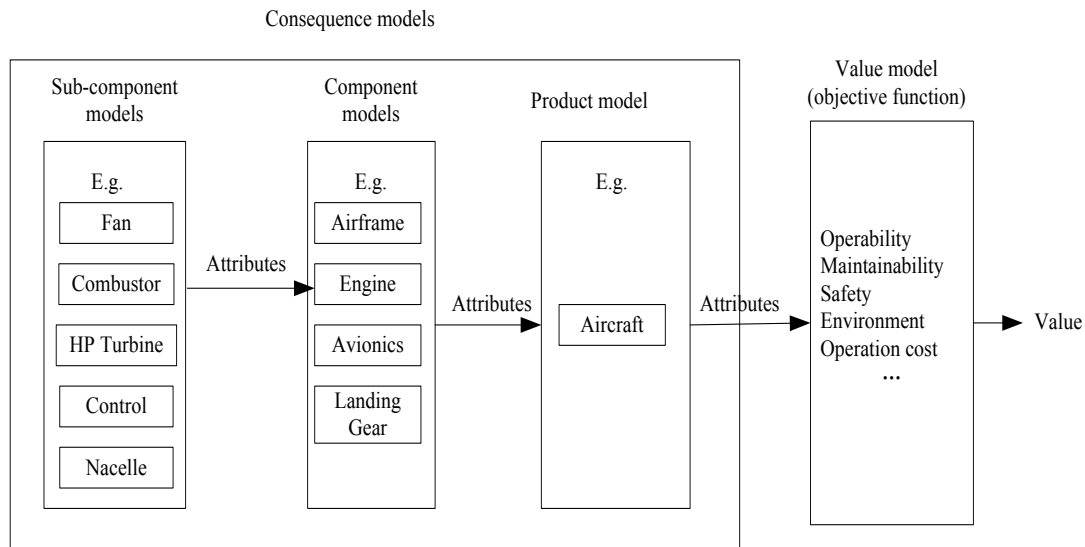 Consequence models
Sub-component
models
E.g.
Fan
Combustor
HP Turbine
Control
Nacelle
Attributes
Component
models
E.g.
Airframe
Engine
Avionics
Landing
Gear
Attributes
Product model
E.g.
Aircraft
Attributes
Value model
(objective function)
Operability
Maintainability
Safety
Environment
Operation cost
...
Value